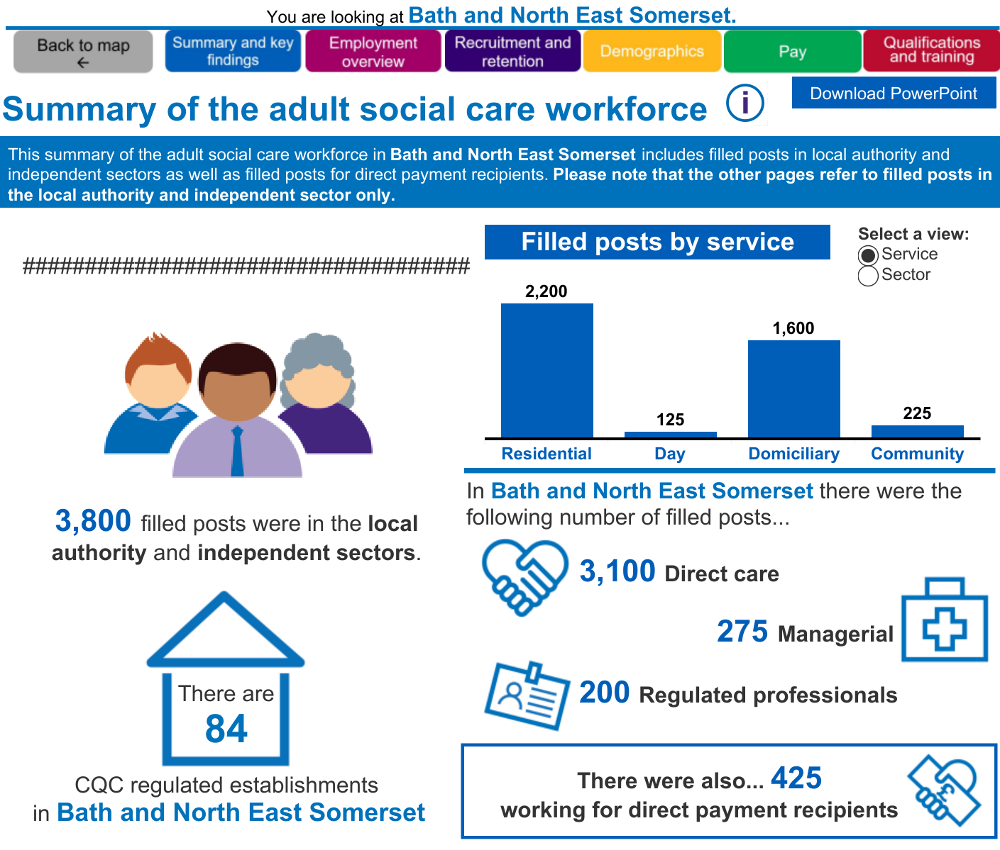 You are looking at Bath and North East Somerset.
Back to map
←
Summary and key
findings
Employment
overview
Recruitment and
retention
Demographics
Pay
Qualifications
and training
Summary of the adult social care workforce
i
Download PowerPoint
This summary of the adult social care workforce in Bath and North East Somerset includes filled posts in local authority and
independent sectors as well as filled posts for direct payment recipients. Please note that the other pages refer to filled posts in
the local authority and independent sector only.
####################################
3,800 filled posts were in the local
authority and independent sectors.
There are
84
CQC regulated establishments
in Bath and North East Somerset
Filled posts by service
Select a view:
Service
Sector
2,200
125
1,600
225
Residential
Day
Domiciliary
Community
In Bath and North East Somerset there were the
following number of filled posts...
3,100 Direct care
275 Managerial
200 Regulated professionals
There were also... 425
working for direct payment recipients
£